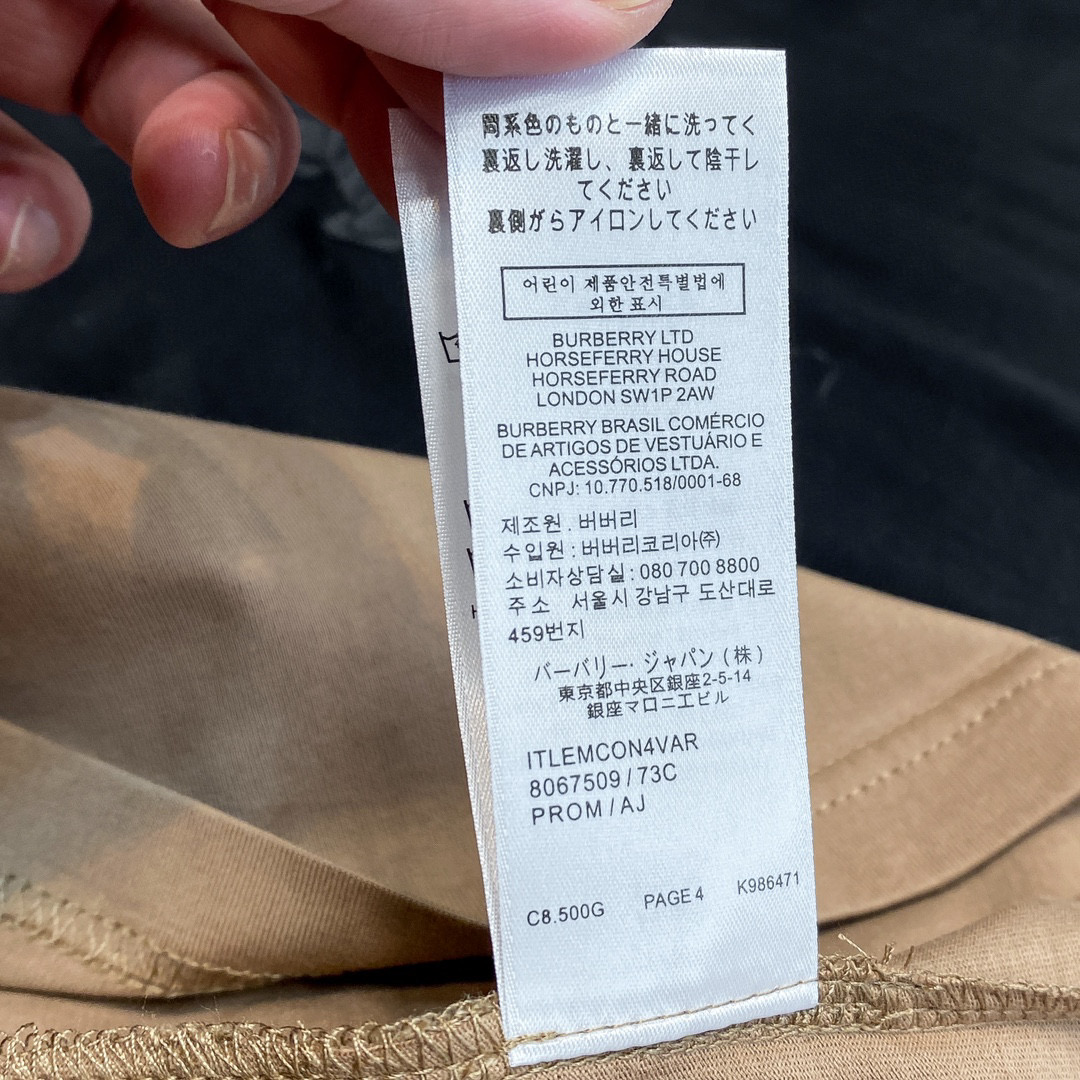 同系色のものと一緒に洗ってく
裏返し洗濯し、裏返して陰干し
てください
裏側がらアイロンしてください
어린이 제품안전특별법에
외한 표시
BURBERRY LTD
HORSEFERRY HOUSE
HORSEFERRY ROAD
LONDON SW1P 2AW
BURBERRY BRASIL COMÉRCIO
DE ARTIGOS DE VESTUÁRIO E
ACESSÓRIOS LTDA.
CNPJ: 10.770.518/0001-68
제조원 . 버버리
수입원 : 버버리코리아㈜
소비자상담실 : 080 700 8800
주소 서울시 강남구 도산대로
459번지
バーバリー・ジャパン ( 株 )
東京都中央区銀座2-5-14
銀座マロニエビル
ITLEMCON4VAR
8067509 / 73C
PROM / AJ
C8.500G PAGE 4 K986471